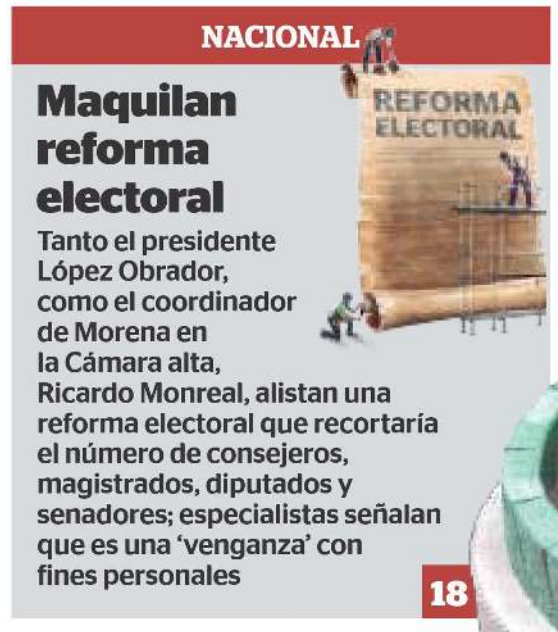 NACIONAL
Maquilan
reforma
electoral
REFORMA
ELECTORAL
Tanto el presidente
López Obrador,
como el coordinador
de Morena en
la Cámara alta,
Ricardo Monreal, alistan una
reforma electoral que recortaría
el número de consejeros,
magistrados, diputados y
senadores; especialistas señalan
que es una ‘venganza’ con
fines personales
18